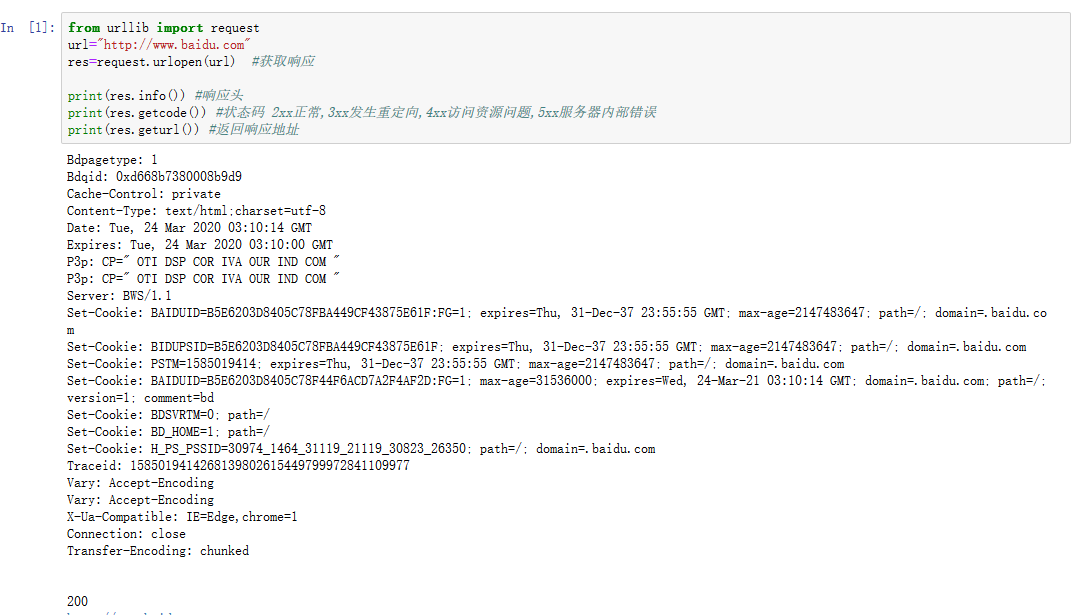 In [1]:
from urllib import request
url="http://www.baidu.com"
res=request.urlopen(url)  #获取响应
print(res.info()) #响应头
print(res.getcode()) #状态码 2xx正常,3xx发生重定向,4xx访问资源问题,5xx服务器内部错误
print(res.geturl()) #返回响应地址
Bdpagetype: 1
Bdqid: 0xd668b7380008b9d9
Cache-Control: private
Content-Type: text/html;charset=utf-8
Date: Tue, 24 Mar 2020 03:10:14 GMT
Expires: Tue, 24 Mar 2020 03:10:00 GMT
P3p: CP=" OTI DSP COR IVA OUR IND COM "
P3p: CP=" OTI DSP COR IVA OUR IND COM "
Server: BWS/1.1
Set-Cookie: BAIDUID=B5E6203D8405C78FBA449CF43875E61F:FG=1; expires=Thu, 31-Dec-37 23:55:55 GMT; max-age=2147483647; path=/; domain=.baidu.co
m
Set-Cookie: BIDUPSID=B5E6203D8405C78FBA449CF43875E61F; expires=Thu, 31-Dec-37 23:55:55 GMT; max-age=2147483647; path=/; domain=.baidu.com
Set-Cookie: PSTM=1585019414; expires=Thu, 31-Dec-37 23:55:55 GMT; max-age=2147483647; path=/; domain=.baidu.com
Set-Cookie: BAIDUID=B5E6203D8405C78F44F6ACD7A2F4AF2D:FG=1; max-age=31536000; expires=Wed, 24-Mar-21 03:10:14 GMT; domain=.baidu.com; path=/;
version=1; comment=bd
Set-Cookie: BDSVRTM=0; path=/
Set-Cookie: BD_HOME=1; path=/
Set-Cookie: H_PS_PSSID=30974_1464_31119_21119_30823_26350; path=/; domain=.baidu.com
Traceid: 158501941426813980261544979997284110​9977
Vary: Accept-Encoding
Vary: Accept-Encoding
X-Ua-Compatible: IE=Edge,chrome=1
Connection: close
Transfer-Encoding: chunked
200